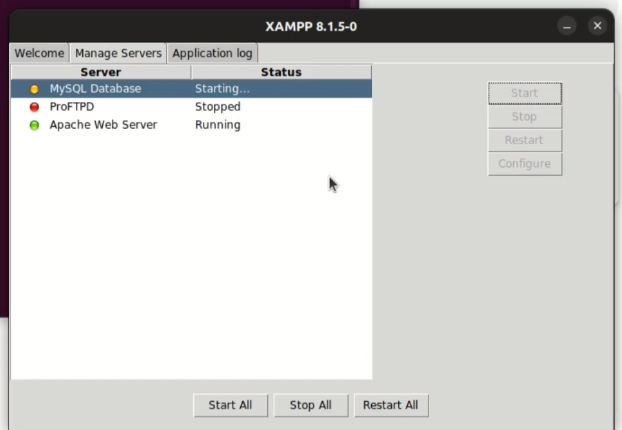 XAMPP 8.1.5-0
Welcome Manage Servers Application log
Server Status
MySQL Database Starting...
ProFTPD Stopped
Apache Web Server Running
Start
Stop
Restart
Configure
Start All Stop All Restart All